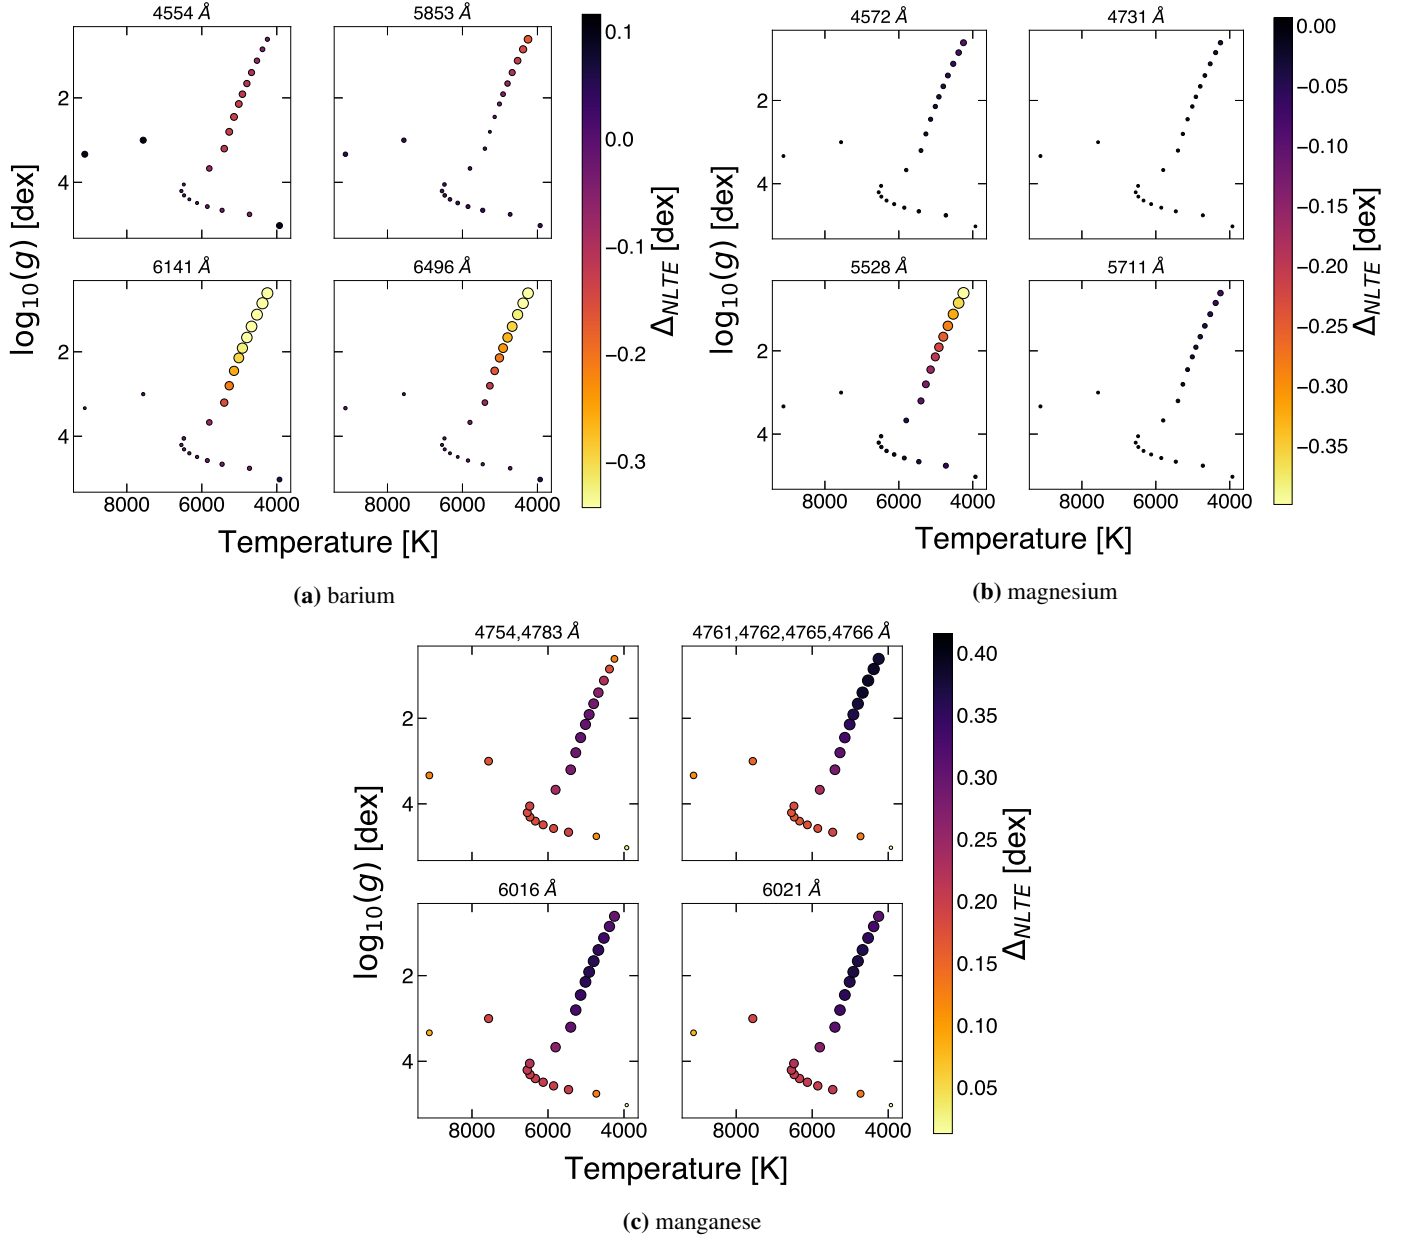 4554 Å
5853 Å
2
4
6141 Å
6496 Å
2
4
8000 6000 4000
8000 6000 4000
log₁₀(g) [dex]
Temperature [K]
0.1
0.0
−0.1
−0.2
−0.3
Δ_NLTE [dex]
(a) barium
4572 Å
4731 Å
2
4
5528 Å
5711 Å
2
4
8000 6000 4000
8000 6000 4000
log₁₀(g) [dex]
Temperature [K]
0.00
−0.05
−0.10
−0.15
−0.20
−0.25
−0.30
−0.35
Δ_NLTE [dex]
(b) magnesium
4754,4783 Å
4761,4762,4765,4766 Å
2
4
6016 Å
6021 Å
2
4
8000 6000 4000
8000 6000 4000
log₁₀(g) [dex]
Temperature [K]
0.40
0.35
0.30
0.25
0.20
0.15
0.10
0.05
Δ_NLTE [dex]
(c) manganese